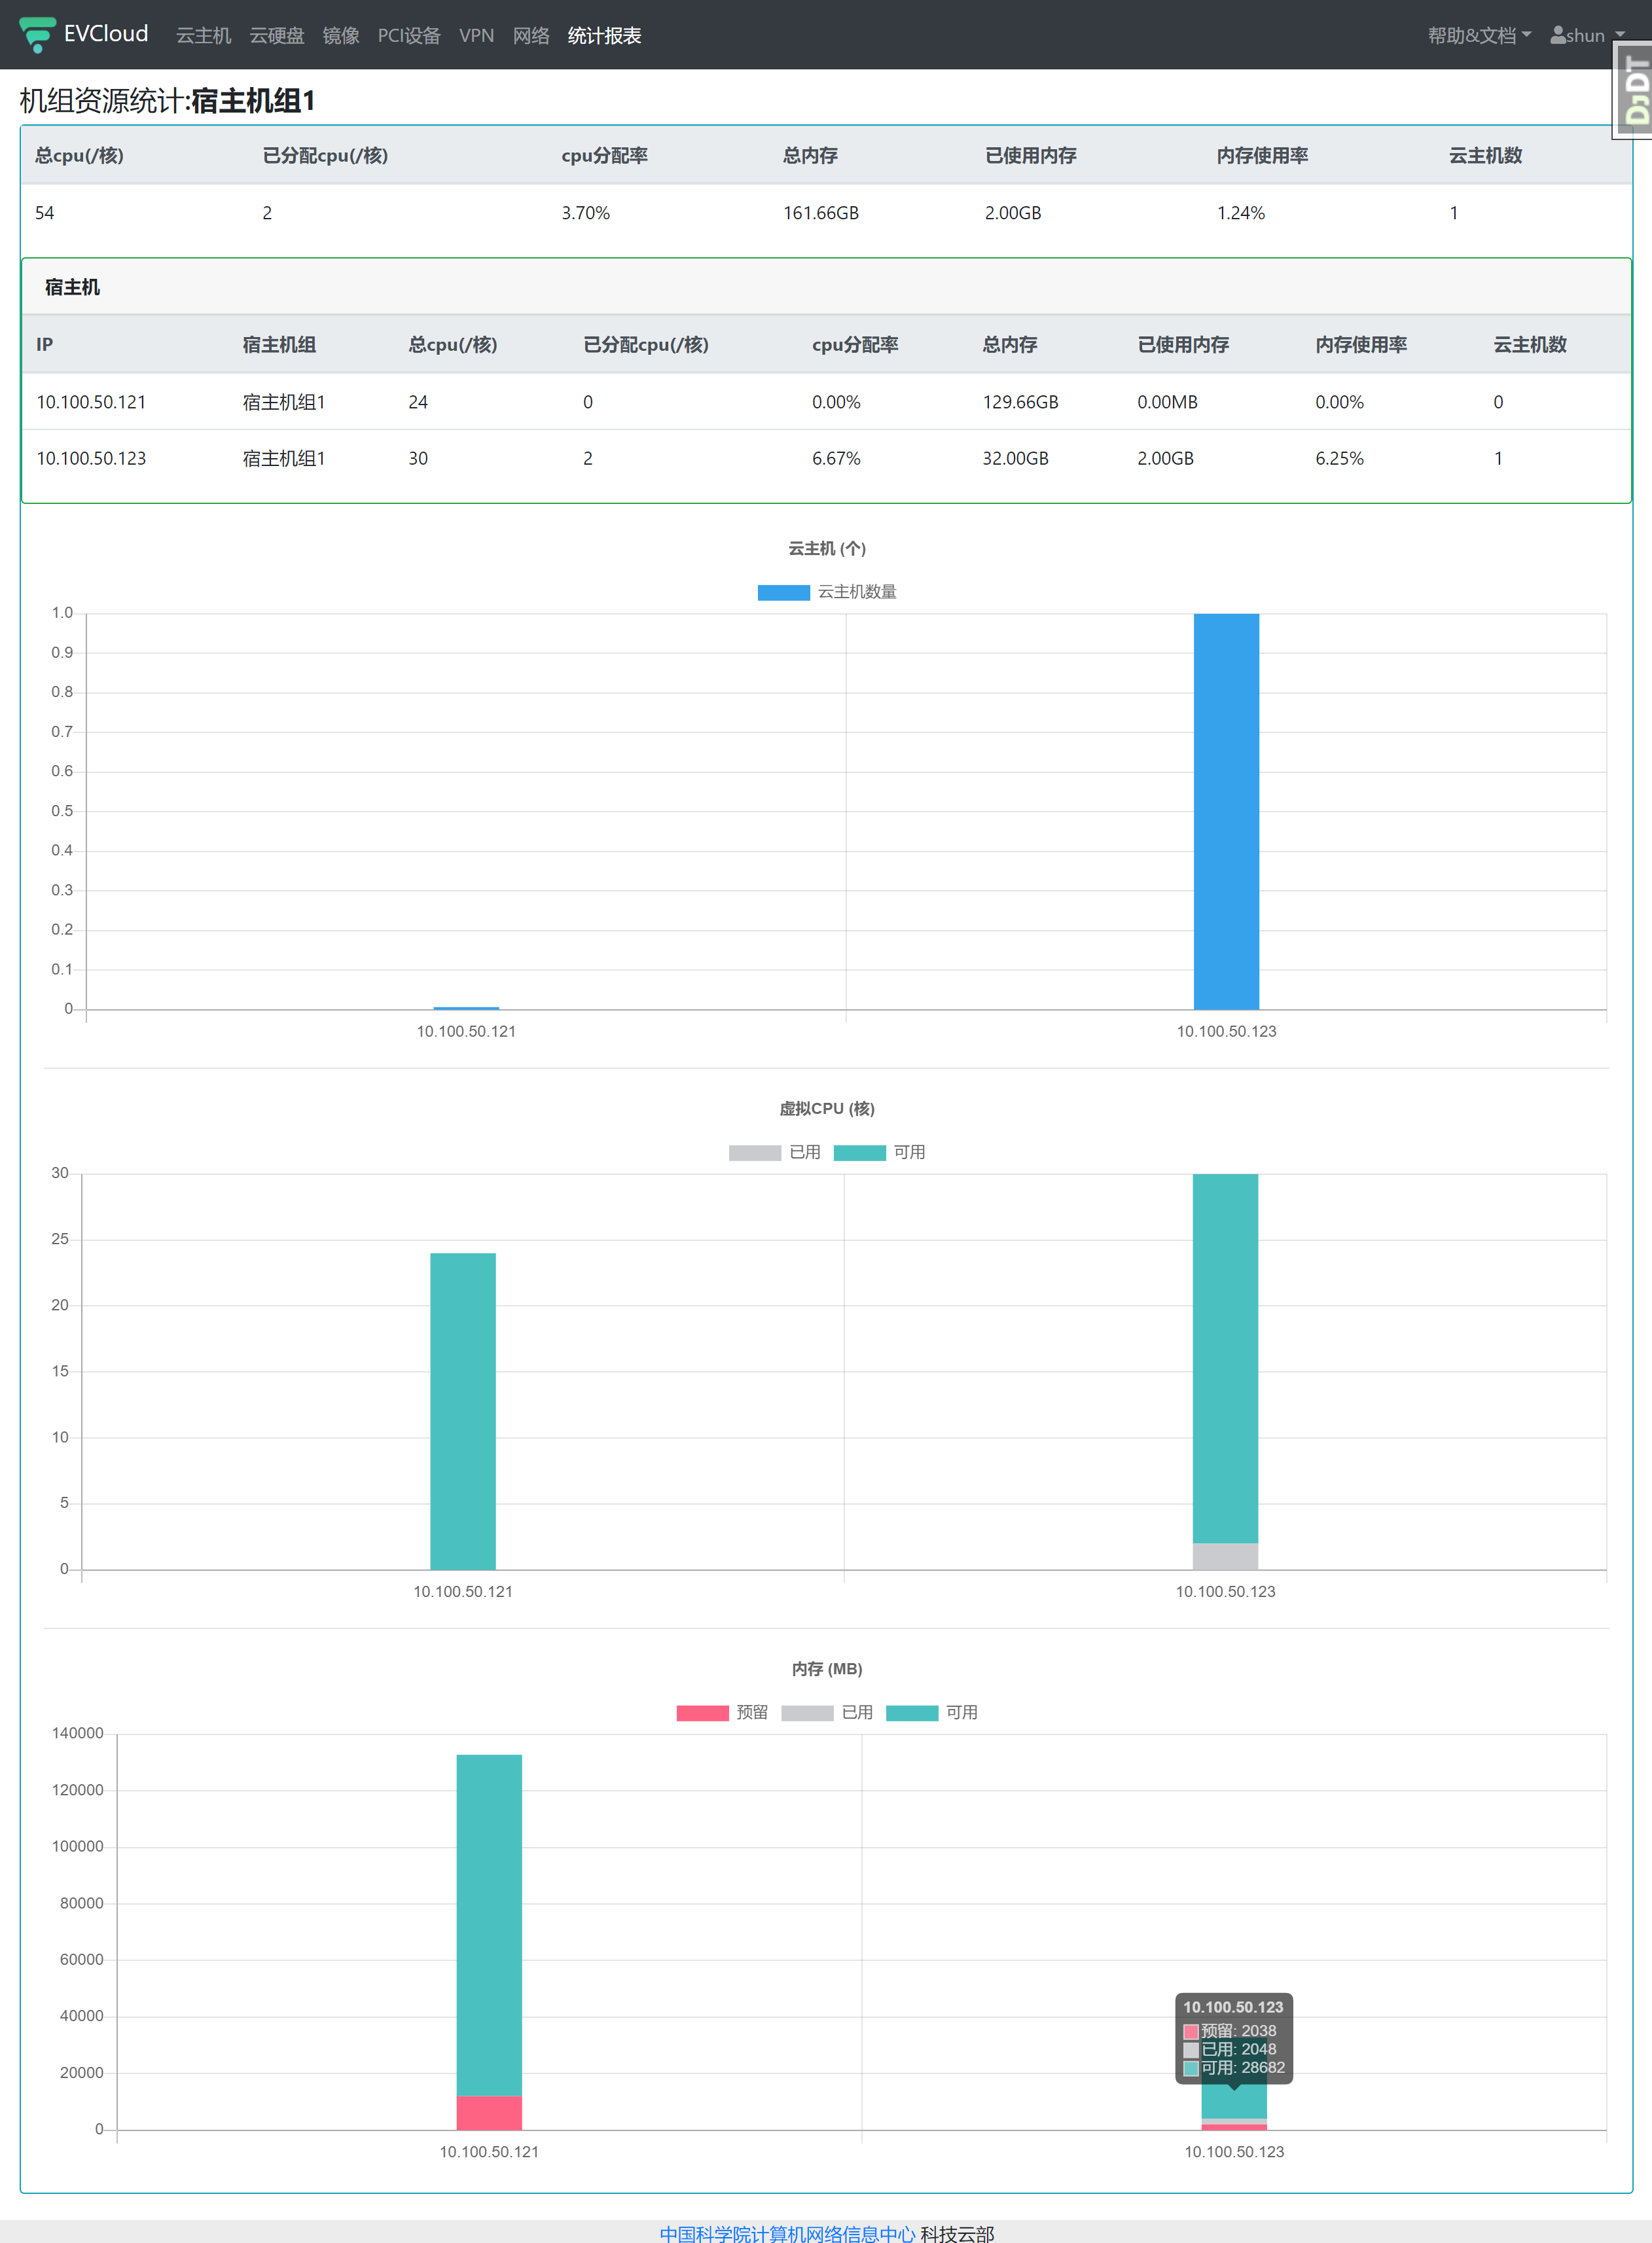 EVCloud 云主机 云硬盘 镜像 PCI设备 VPN 网络 统计报表 帮助&文档 shun
DjDT
机组资源统计:宿主机组1
总cpu(/核) 已分配cpu(/核) cpu分配率 总内存 已使用内存 内存使用率 云主机数
54 2 3.70% 161.66GB 2.00GB 1.24% 1
宿主机
IP 宿主机组 总cpu(/核) 已分配cpu(/核) cpu分配率 总内存 已使用内存 内存使用率 云主机数
10.100.50.121 宿主机组1 24 0 0.00% 129.66GB 0.00MB 0.00% 0
10.100.50.123 宿主机组1 30 2 6.67% 32.00GB 2.00GB 6.25% 1
云主机 (个)
云主机数量
1.0
0.9
0.8
0.7
0.6
0.5
0.4
0.3
0.2
0.1
0
10.100.50.121 10.100.50.123
虚拟CPU (核)
已用 可用
30
25
20
15
10
5
0
10.100.50.121 10.100.50.123
内存 (MB)
预留 已用 可用
140000
120000
100000
80000
60000
40000
20000
0
10.100.50.123
预留: 2038
已用: 2048
可用: 28682
10.100.50.121 10.100.50.123
中国科学院计算机网络信息中心 科技云部